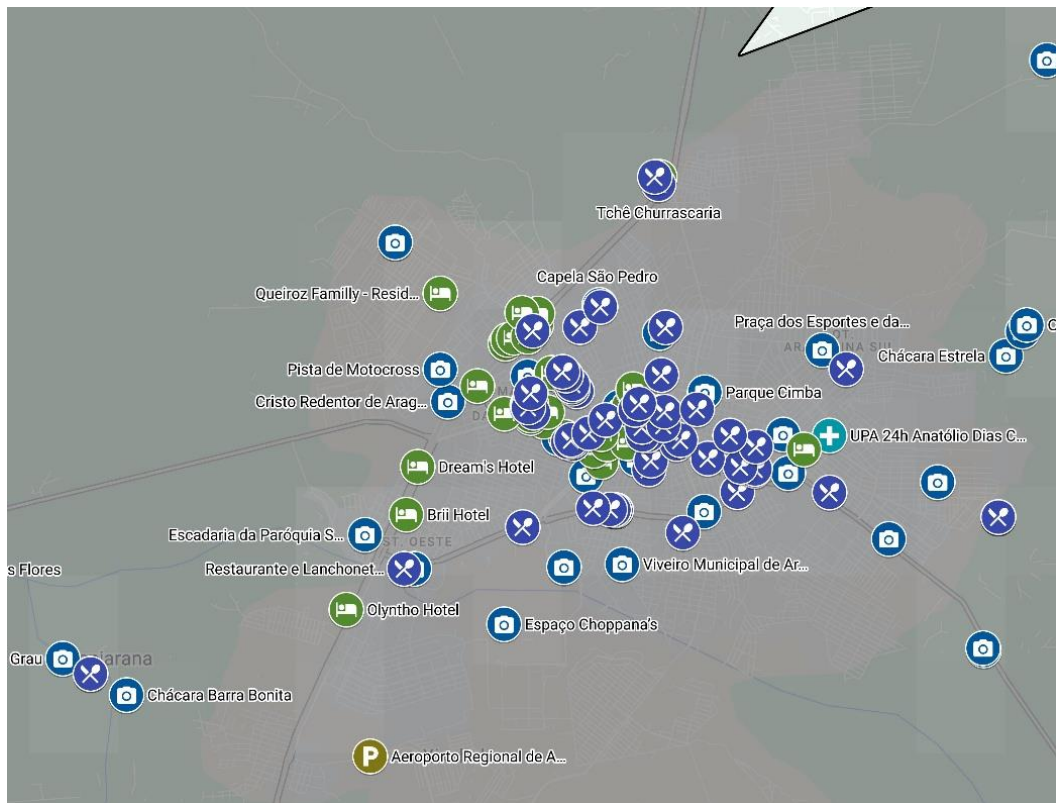 Tchê Churrascaria
Capela São Pedro
Queiroz Familly - Resid...
Praça dos Esportes e da...
Chácara Estrela
Pista de Motocross
Parque Cimba
Cristo Redentor de Arag...
UPA 24h Anatólio Dias C...
Dream's Hotel
Brii Hotel
Escadaria da Paróquia S...
ST. OESTE
s Flores
Restaurante e Lanchonet...
Viveiro Municipal de Ar...
Olyntho Hotel
Espaço Choppana's
Grau
Chácara Barra Bonita
P
Aeroporto Regional de A...